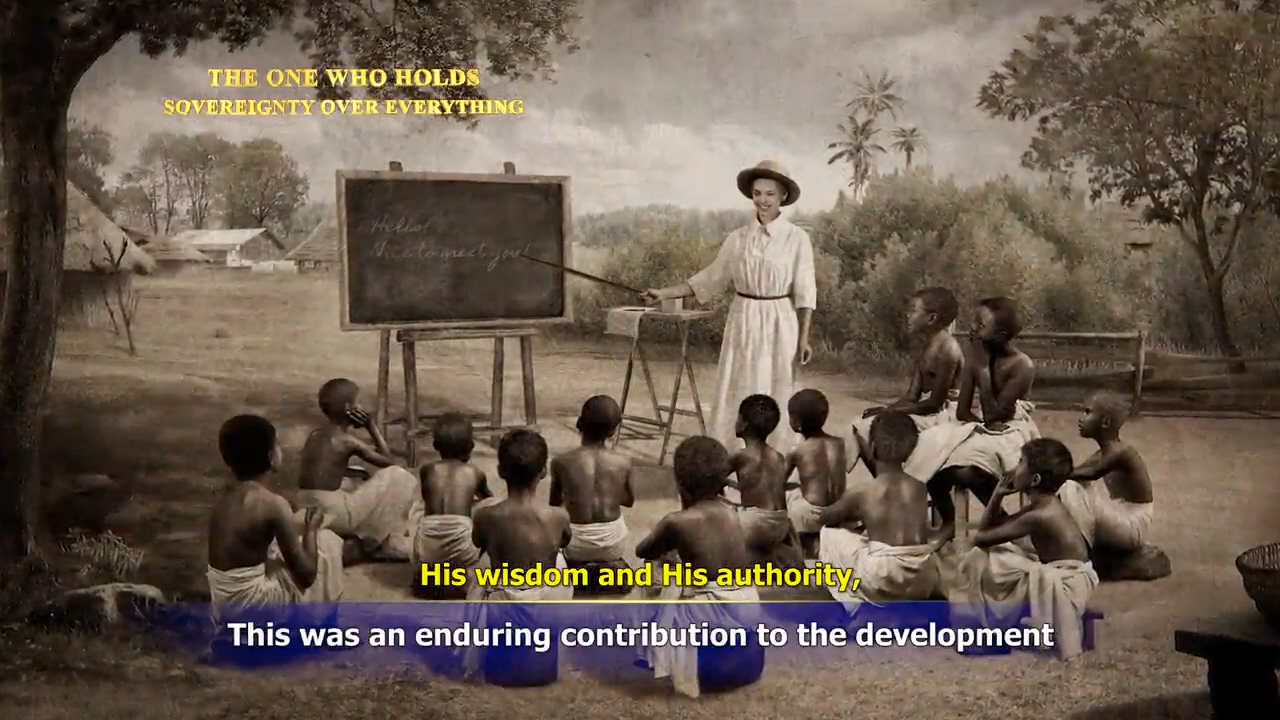 THE ONE WHO HOLDS
SOVEREIGNTY OVER EVERYTHING
Hello!
Nice to meet you!
His wisdom and His authority,
This was an enduring contribution to the development